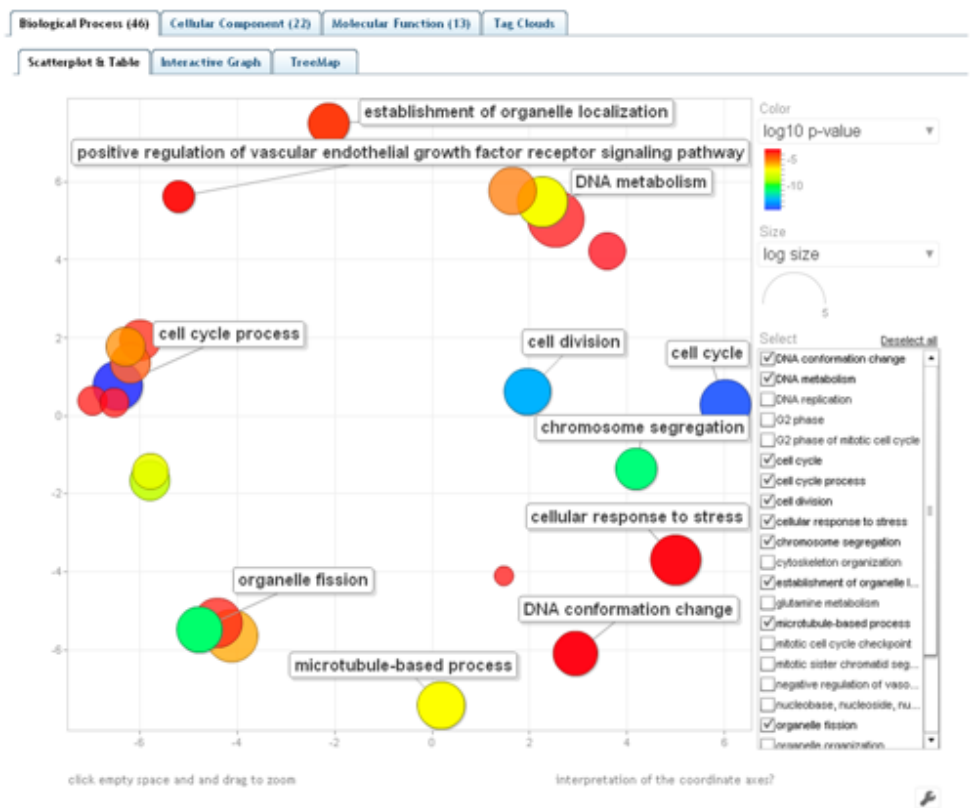 Biological Process (46) Cellular Component (22) Molecular Function (13) Tag Clouds
Scatterplot & Table Interactive Graph TreeMap
establishment of organelle localization
positive regulation of vascular endothelial growth factor receptor signaling pathway
DNA metabolism
cell cycle process
cell division
cell cycle
chromosome segregation
cellular response to stress
organelle fission
DNA conformation change
microtubule-based process
6
4
2
0
-2
-4
-6
-6 -4 -2 0 2 4 6
click empty space and and drag to zoom
interpretation of the coordinate axes?
Color
log10 p-value
-5
-10
Size
log size
5
Select Deselect all
DNA conformation change
DNA metabolism
DNA replication
G2 phase
G2 phase of mitotic cell cycle
cell cycle
cell cycle process
cell division
cellular response to stress
chromosome segregation
cytoskeleton organization
establishment of organelle l...
glutamine metabolism
microtubule-based process
mitotic cell cycle checkpoint
mitotic sister chromatid seg...
negative regulation of vaso...
nucleobase, nucleoside, nu...
organelle fission
organelle organization